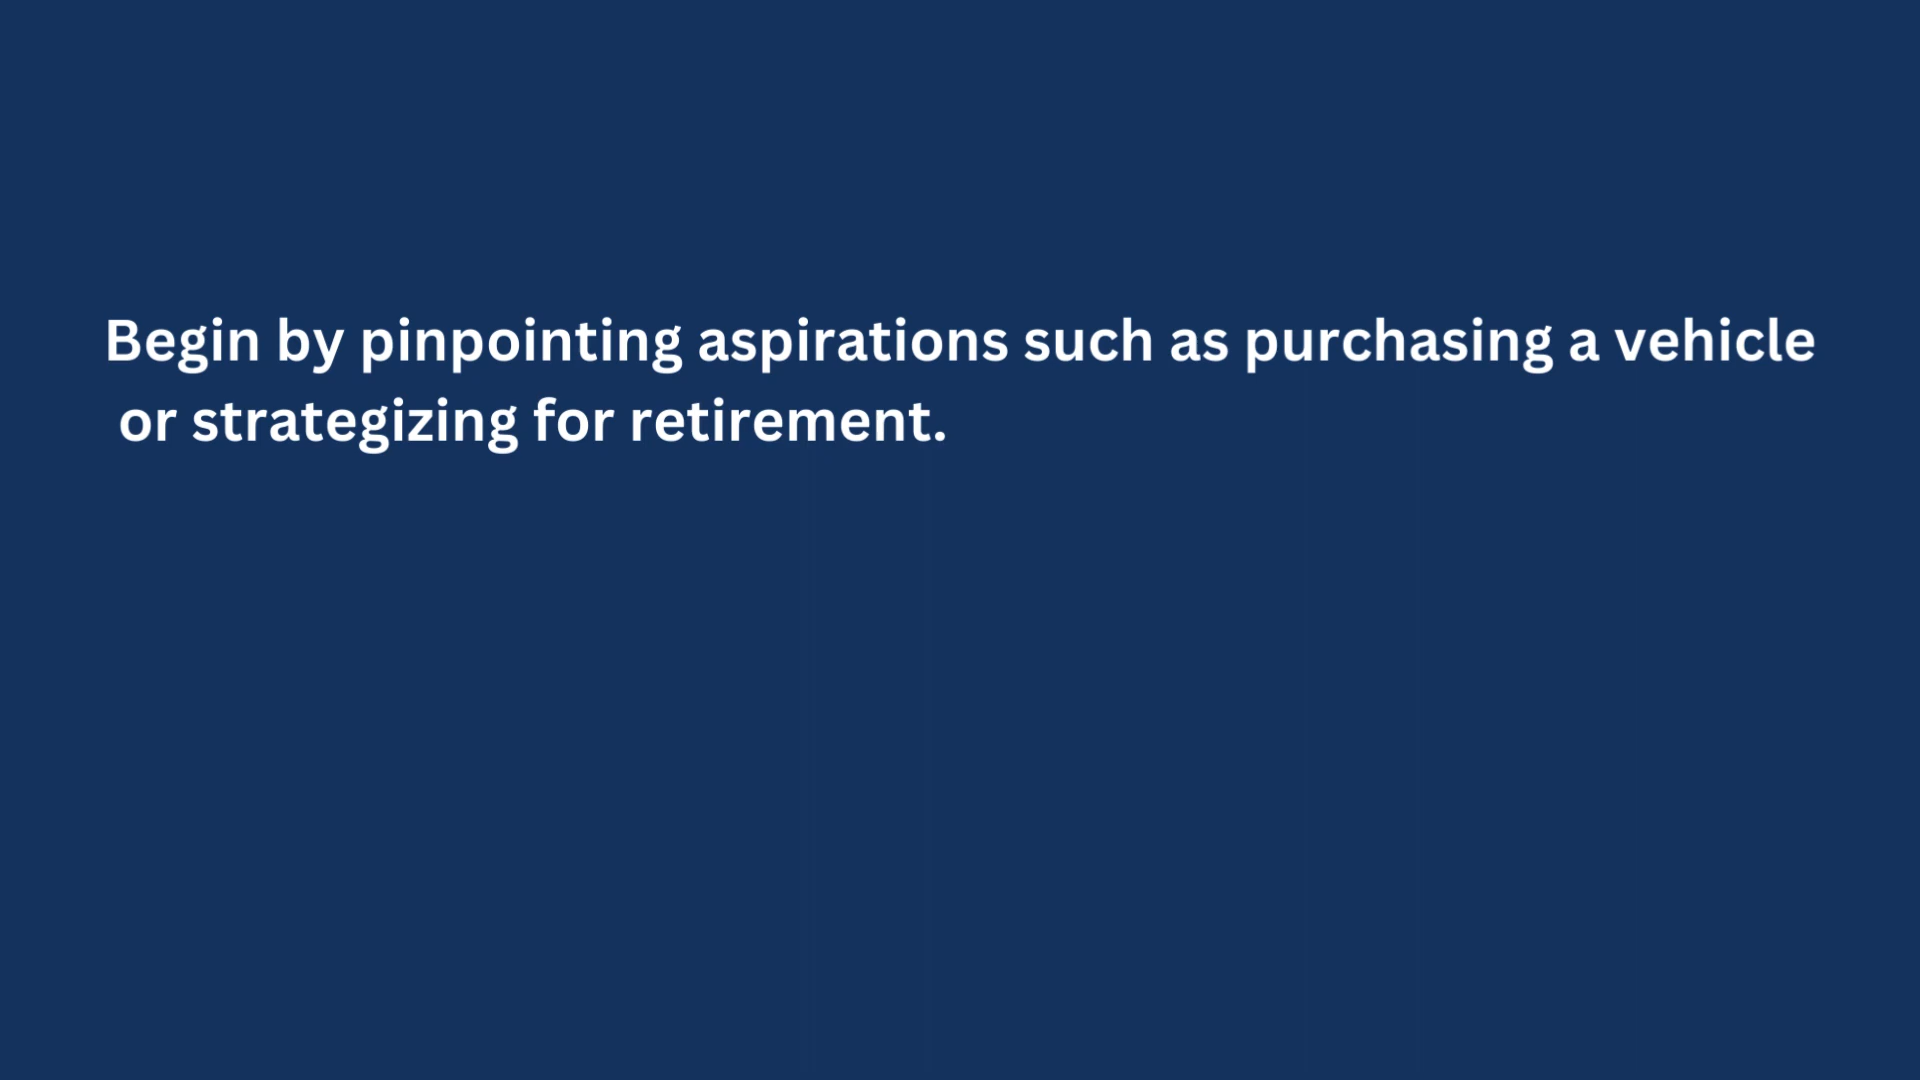 Begin by pinpointing aspirations such as purchasing a vehicle
or strategizing for retirement.